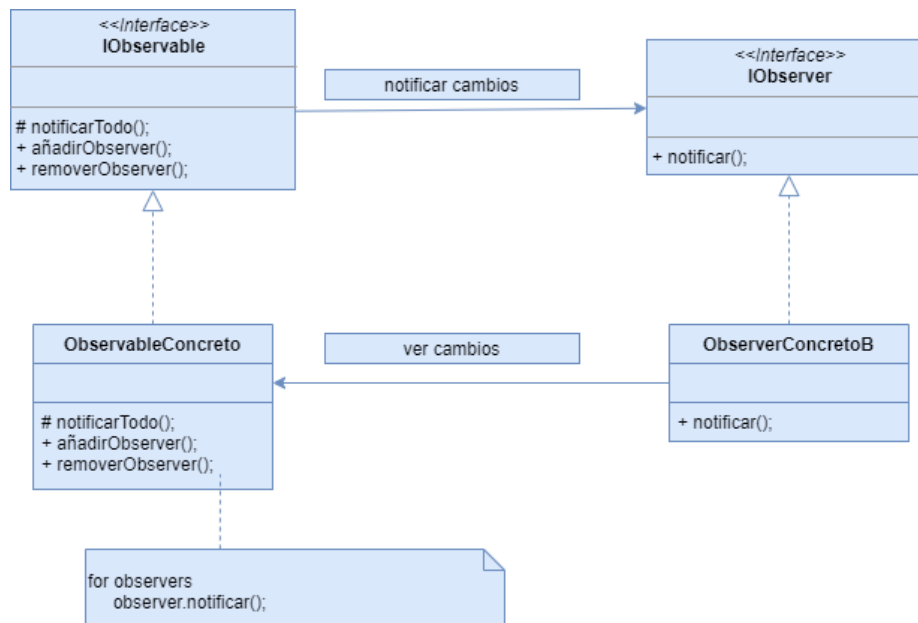 <<Interface>>
IObservable
# notificarTodo();
+ añadirObserver();
+ removerObserver();
notificar cambios
<<Interface>>
IObserver
+ notificar();
ObservableConcreto
# notificarTodo();
+ añadirObserver();
+ removerObserver();
ver cambios
ObserverConcretoB
+ notificar();
for observers
observer.notificar();